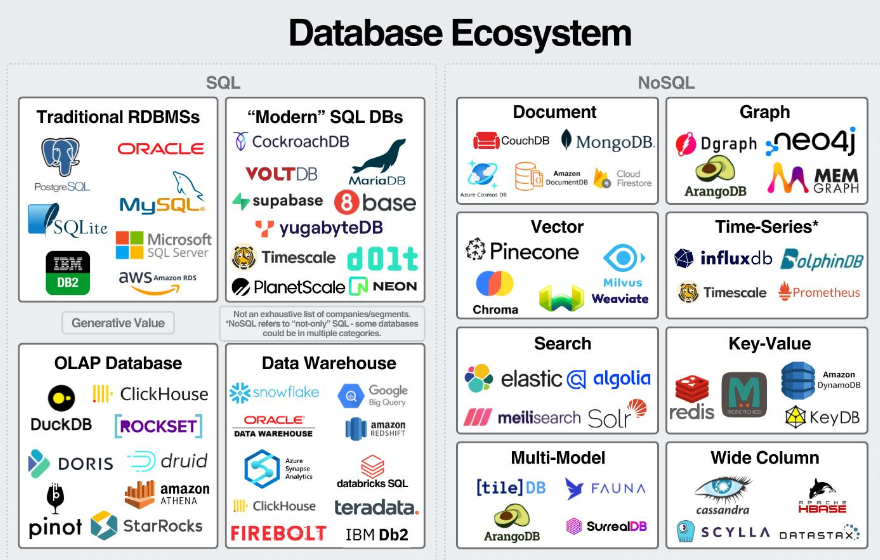 Database Ecosystem
SQL
Traditional RDBMSs
PostgreSQL
ORACLE
SQLite
MySQL
Microsoft
SQL Server
IBM
DB2
aws Amazon RDS
“Modern” SQL DBs
CockroachDB
VOLTDB
MariaDB
supabase
8base
yugabyteDB
Timescale
dolt
PlanetScale
NEON
Generative Value
Not an exhaustive list of companies/segments.
*NoSQL refers to “not-only” SQL - some databases
could be in multiple categories.
OLAP Database
DuckDB
ClickHouse
[ROCKSET]
DORIS
druid
pinot
amazon
ATHENA
StarRocks
Data Warehouse
snowflake
Google
Big Query
ORACLE
DATA WAREHOUSE
amazon
REDSHIFT
Azure
Synapse
Analytics
databricks SQL
ClickHouse
teradata.
FIREBOLT
IBM Db2
NoSQL
Document
CouchDB
MongoDB.
Azure Cosmos DB
Amazon
DocumentDB
Cloud
Firestore
Graph
Dgraph
neo4j
ArangoDB
MEM
GRAPH
Vector
Pinecone
Milvus
Chroma
Weaviate
Time-Series*
influxdb
DolphinDB
Timescale
Prometheus
Search
elastic
algolia
meilisearch
Solr
Key-Value
redis
M
Amazon
DynamoDB
KeyDB
Multi-Model
[tile]DB
FAUNA
ArangoDB
SurrealDB
Wide Column
cassandra
APACHE
HBASE
SCYLLA
DATASTAX